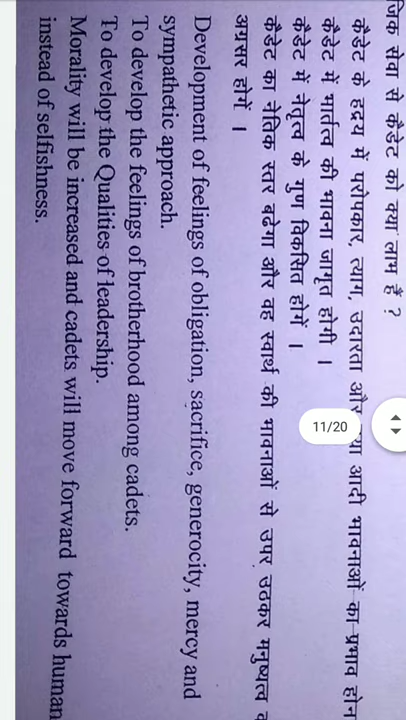 जिक सेवा से कैडेट को क्या लाभ हैं ?
कैडेट के हृदय में परोपकार, त्याग, उदारता और आदी भावनाओं का प्रभाव होन
कैडेट में भार्तत्व की भावना जागृत होगी ।
कैडेट में नेतृत्व के गुण विकसित होगें ।
कैडेट का नैतिक स्तर बढेगा और वह स्वार्थ की भावनाओं से उपर उठकर मनुष्यत्व
अग्रसर होगें ।
Development of feelings of obligation, sacrifice, generocity, mercy and
sympathetic approach.
To develop the feelings of brotherhood among cadets.
To develop the Qualities of leadership.
Morality will be increased and cadets will move forward towards human
instead of selfishness.
11/20